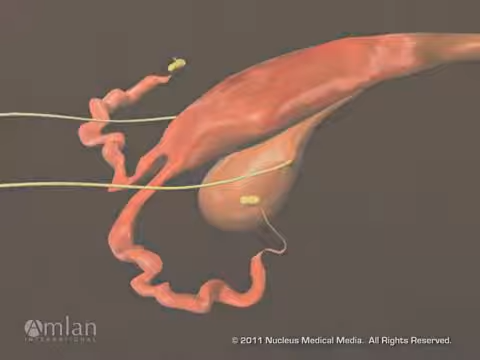 Amlan
INTERNATIONAL
© 2011 Nucleus Medical Media. All Rights Reserved.